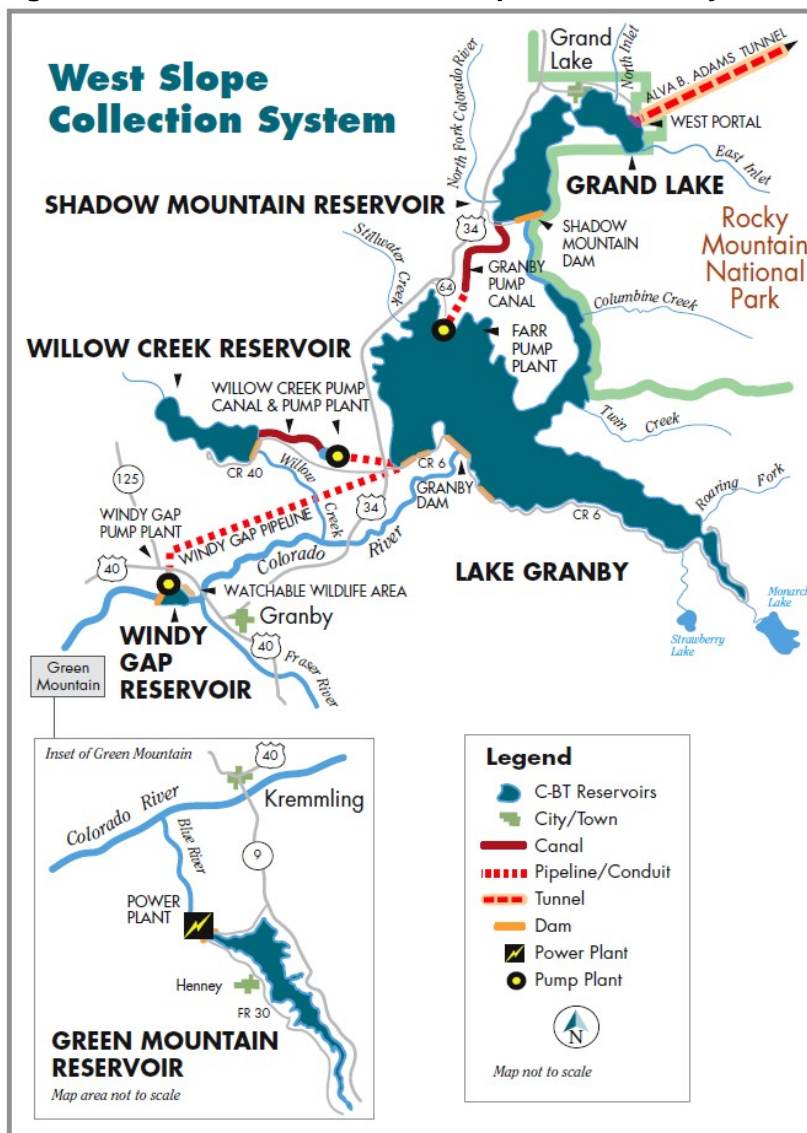 West Slope
Collection System
Grand
Lake
North Inlet
ALVA B. ADAMS TUNNEL
WEST PORTAL
East Inlet
North Fork Colorado River
GRAND LAKE
SHADOW MOUNTAIN RESERVOIR
34
SHADOW
MOUNTAIN
DAM
Rocky
Mountain
National
Park
Stillwater
Creek
GRANBY
PUMP
CANAL
64
Columbine Creek
FARR
PUMP
PLANT
WILLOW CREEK RESERVOIR
WILLOW CREEK PUMP
CANAL & PUMP PLANT
Twin
Creek
CR 40
Willow
Creek
CR 6
GRANBY
DAM
125
34
CR 6
Roaring Fork
WINDY GAP
PUMP PLANT
WINDY GAP PIPELINE
Colorado
River
40
LAKE GRANBY
WATCHABLE WILDLIFE AREA
Monarch
Lake
Granby
Strawberry
Lake
WINDY
GAP
RESERVOIR
40
Fraser River
Green
Mountain
Inset of Green Mountain
40
Kremmling
Colorado River
Blue River
9
POWER
PLANT
Henney
FR 30
GREEN MOUNTAIN
RESERVOIR
Map area not to scale
Legend
C-BT Reservoirs
City/Town
Canal
Pipeline/Conduit
Tunnel
Dam
Power Plant
Pump Plant
N
Map not to scale